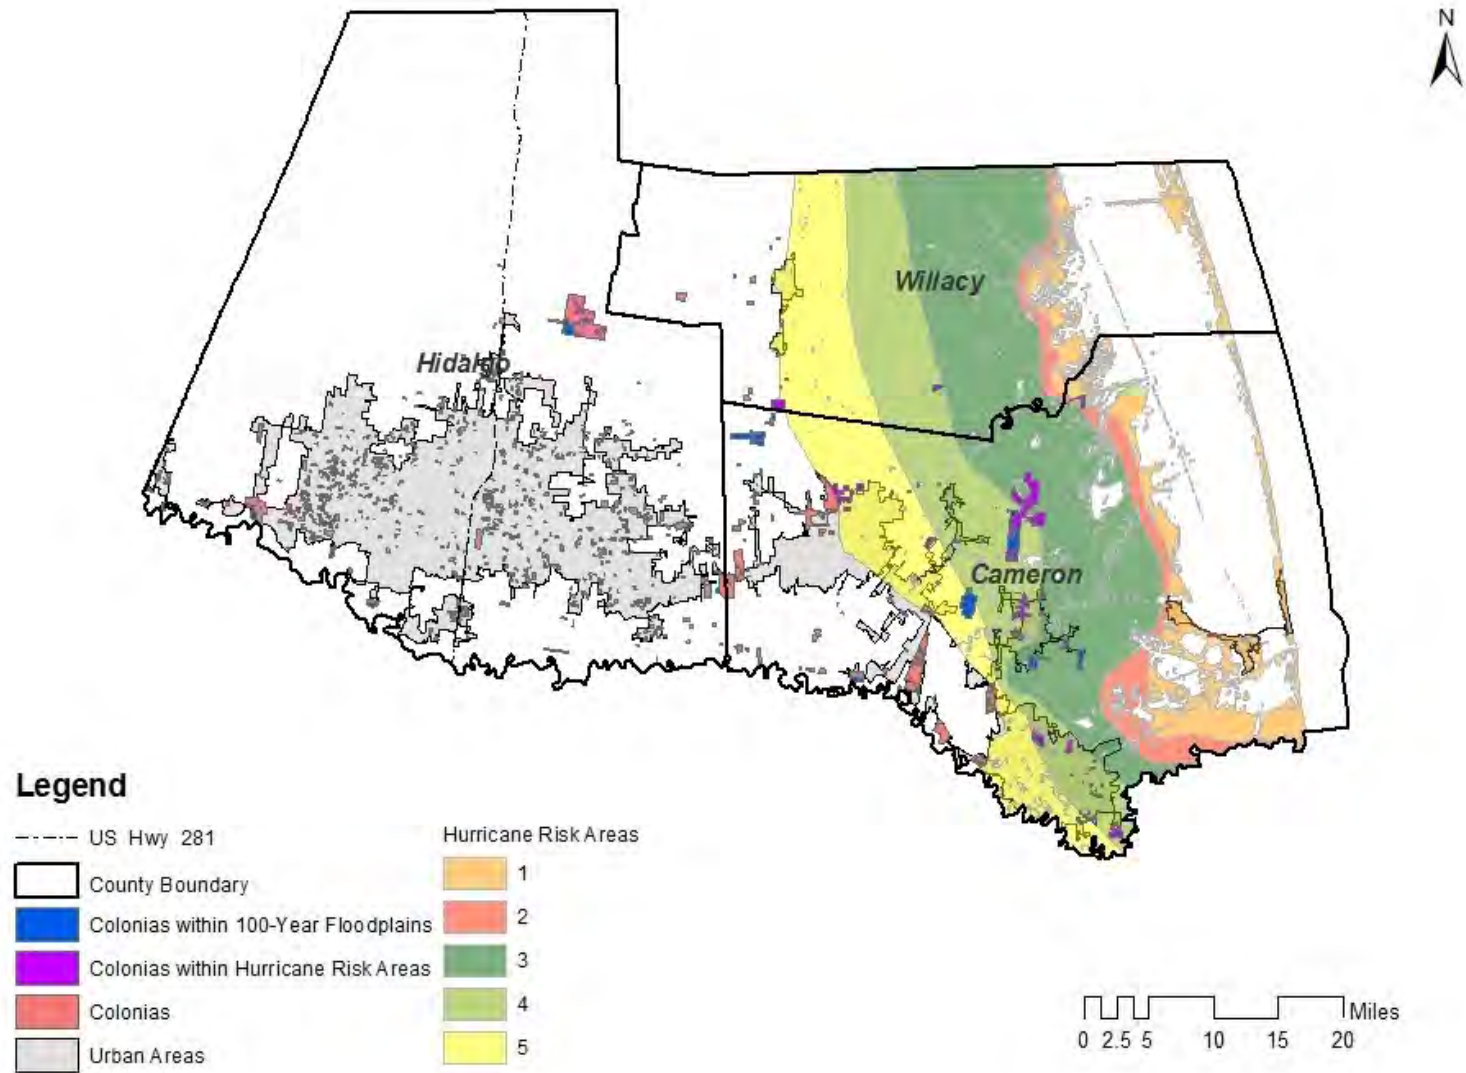 N
Willacy
Hidalgo
Cameron
Legend
US Hwy 281
County Boundary
Colonias within 100-Year Floodplains
Colonias within Hurricane Risk Areas
Colonias
Urban Areas
Hurricane Risk Areas
1
2
3
4
5
Miles
0 2.5 5 10 15 20